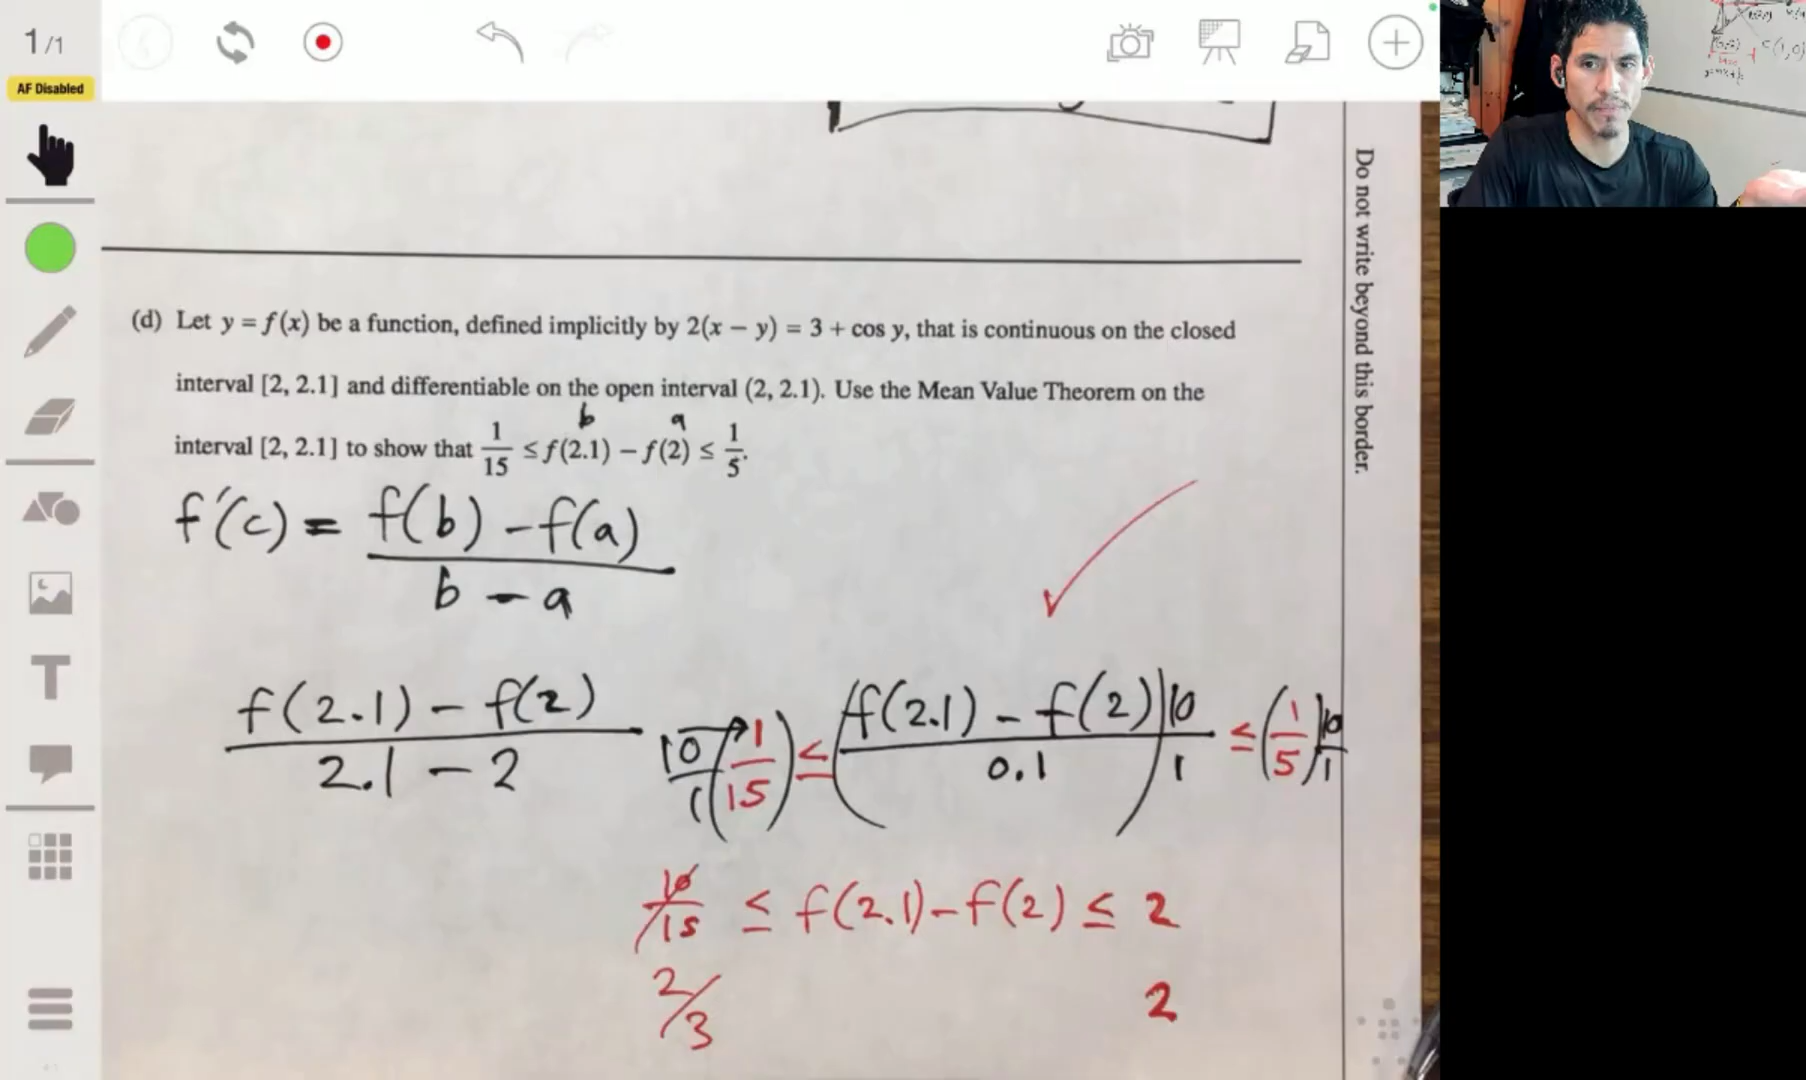 1/1
AF Disabled
(d) Let y = f(x) be a function, defined implicitly by 2(x − y) = 3 + cos y, that is continuous on the closed
interval [2, 2.1] and differentiable on the open interval (2, 2.1). Use the Mean Value Theorem on the
b a
interval [2, 2.1] to show that 1/15 ≤ f(2.1) − f(2) ≤ 1/5.
f'(c) = f(b) − f(a) / b − a
f(2.1) − f(2) / 2.1 − 2
10/1 (1/15) ≤ (f(2.1) − f(2) / 0.1) 10/1 ≤ (1/5) 10/1
10/15 ≤ f(2.1) − f(2) ≤ 2
2/3 2
Do not write beyond this border.
T
C(1,0)